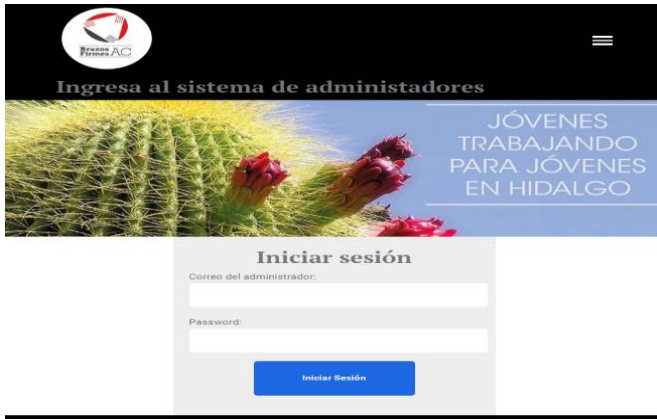 Brazos
Firmes AC
Ingresa al sistema de administadores
JÓVENES
TRABAJANDO
PARA JÓVENES
EN HIDALGO
Iniciar sesión
Correo del administrador:
Password:
Iniciar Sesión